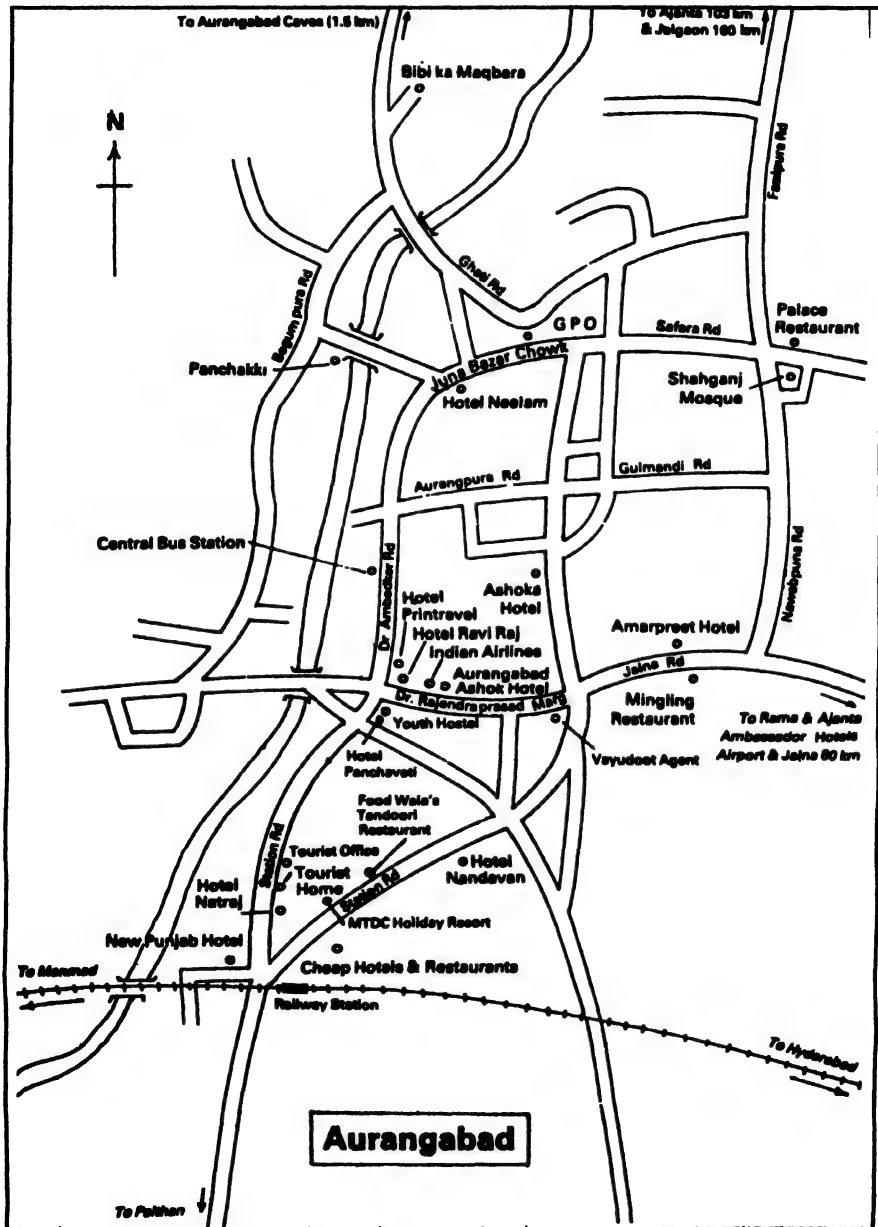 To Aurangabad Caves (1.5 km)
To Ajanta 103 km
& Jalgaon 160 km
Bibi ka Maqbara
N
Fazilpura Rd
Ghati Rd
Begumpura Rd
GPO
Safara Rd
Palace
Restaurant
Juna Bazar Chowk
Panchakki
Shahganj
Mosque
Hotel Neelam
Aurangpura Rd
Gulmandi Rd
Central Bus Station
Dr Ambedkar Rd
Nawabpura Rd
Ashoka
Hotel
Hotel
Printravel
Hotel Ravi Raj
Indian Airlines
Aurangabad
Ashok Hotel
Amarpreet Hotel
Jalna Rd
Dr. Rajendraprasad Marg
Mingling
Restaurant
Youth Hostel
To Rama & Ajanta
Ambassador Hotels
Airport & Jalna 60 km
Vayudoot Agent
Hotel
Panchavati
Food Wala's
Tandoori
Restaurant
Station Rd
Tourist Office
Tourist
Home
Hotel
Nandavan
Hotel
Natraj
Station Rd
MTDC Holiday Resort
New Punjab Hotel
Cheap Hotels & Restaurants
To Manmad
Railway Station
To Hyderabad
Aurangabad
To Paithan